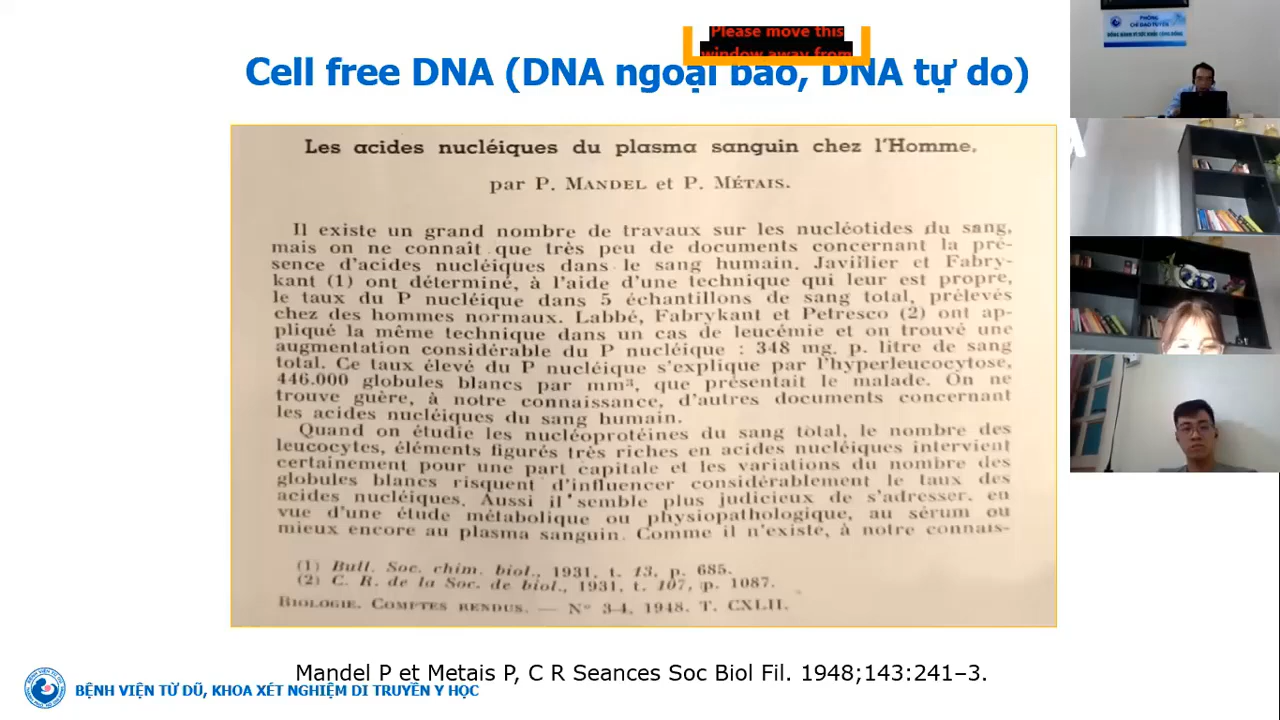 Please move this
window away from
Cell free DNA (DNA ngoại bào, DNA tự do)
Les acides nucléiques du plasma sanguin chez l'Homme,
par P. MANDEL et P. MÉTAIS.
Il existe un grand nombre de travaux sur les nucléotides du sang,
mais on ne connaît que très peu de documents concernant la pré-
sence d'acides nucléiques dans le sang humain. Javillier et Fabry-
kant (1) ont déterminé, à l'aide d'une technique qui leur est propre,
le taux du P nucléique dans 5 échantillons de sang total, prélevés
chez des hommes normaux. Labbé, Fabrykant et Petresco (2) ont ap-
pliqué la même technique dans un cas de leucémie et on trouvé une
augmentation considérable du P nucléique : 348 mg. p. litre de sang
total. Ce taux élevé du P nucléique s'explique par l'hyperleucocytose,
446.000 globules blancs par mm³, que présentait le malade. On ne
trouve guère, à notre connaissance, d'autres documents concernant
les acides nucléiques du sang humain.
Quand on étudie les nucléoprotéines du sang total, le nombre des
leucocytes, éléments figurés très riches en acides nucléiques intervient
certainement pour une part capitale et les variations du nombre des
globules blancs risquent d'influencer considérablement le taux des
acides nucléiques. Aussi il semble plus judicieux de s'adresser, en
vue d'une étude métabolique ou physiopathologique, au sérum ou
mieux encore au plasma sanguin. Comme il n'existe, à notre connais-
(1) Bull. Soc. chim. biol., 1931, t. 13, p. 685.
(2) C. R. de la Soc. de biol., 1931, t. 107, p. 1087.
BIOLOGIE. COMPTES RENDUS. — N° 3-4. 1948. T. CXLII.
Mandel P et Metais P, C R Seances Soc Biol Fil. 1948;143:241–3.
BỆNH VIỆN TỪ DŨ, KHOA XÉT NGHIỆM DI TRUYỀN Y HỌC
PHÒNG
CHỈ ĐẠO TUYẾN